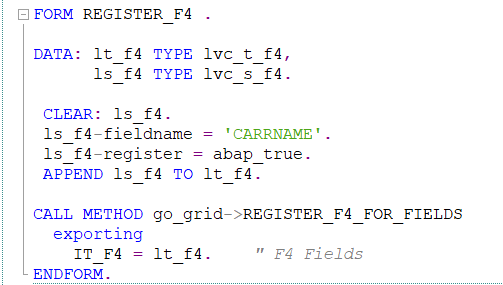 FORM REGISTER_F4 .
DATA: lt_f4 TYPE lvc_t_f4,
ls_f4 TYPE lvc_s_f4.
CLEAR: ls_f4.
ls_f4-fieldname = 'CARRNAME'.
ls_f4-register = abap_true.
APPEND ls_f4 TO lt_f4.
CALL METHOD go_grid->REGISTER_F4_FOR_FIELDS
exporting
IT_F4 = lt_f4. " F4 Fields
ENDFORM.